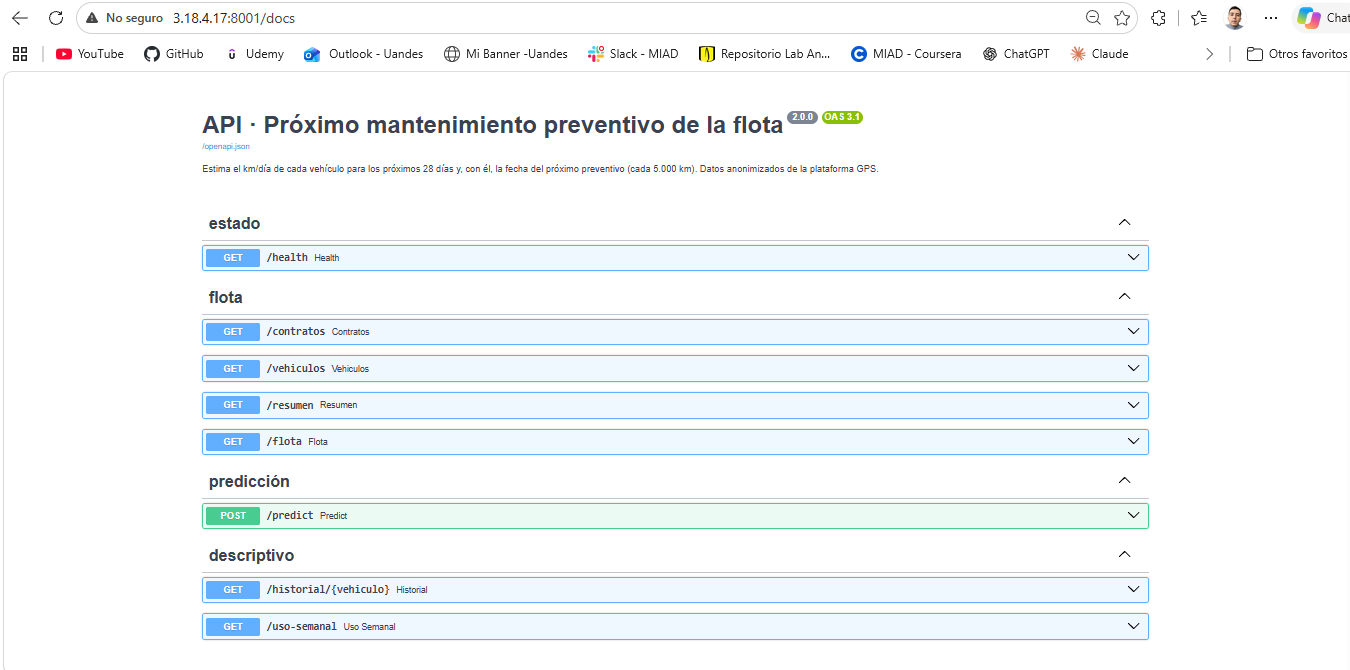 No seguro 3.18.4.17:8001/docs Chat
YouTube GitHub Udemy Outlook - Uandes Mi Banner -Uandes Slack - MIAD Repositorio Lab An... MIAD - Coursera ChatGPT Claude Otros favoritos
API · Próximo mantenimiento preventivo de la flota 2.0.0 OAS 3.1
/openapi.json
Estima el km/día de cada vehículo para los próximos 28 días y, con él, la fecha del próximo preventivo (cada 5.000 km). Datos anonimizados de la plataforma GPS.
estado
GET /health Health
flota
GET /contratos Contratos
GET /vehiculos Vehiculos
GET /resumen Resumen
GET /flota Flota
predicción
POST /predict Predict
descriptivo
GET /historial/{vehiculo} Historial
GET /uso-semanal Uso Semanal